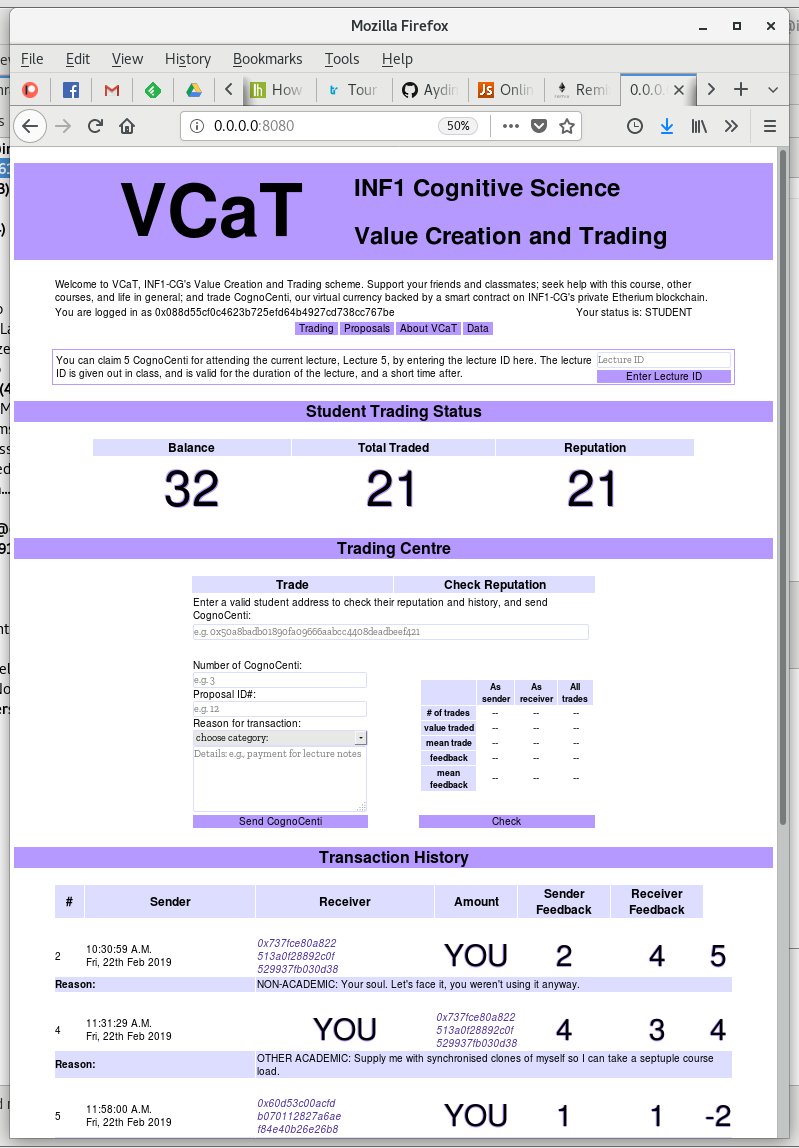 Mozilla Firefox
File Edit View History Bookmarks Tools Help
How Tour Aydin Onlin Remi 0.0.0.
0.0.0.0:8080 50%
VCaT
INF1 Cognitive Science
Value Creation and Trading
Welcome to VCaT, INF1-CG's Value Creation and Trading scheme. Support your friends and classmates; seek help with this course, other
courses, and life in general; and trade CognoCenti, our virtual currency backed by a smart contract on INF1-CG's private Etherium blockchain.
You are logged in as 0x088d55cf0c4623b725efd64b4927cd738cc767be Your status is: STUDENT
Trading Proposals About VCaT Data
You can claim 5 CognoCenti for attending the current lecture, Lecture 5, by entering the lecture ID here. The lecture
ID is given out in class, and is valid for the duration of the lecture, and a short time after.
Lecture ID
Enter Lecture ID
Student Trading Status
Balance Total Traded Reputation
32 21 21
Trading Centre
Trade Check Reputation
Enter a valid student address to check their reputation and history, and send
CognoCenti:
e.g. 0x50a8badb01890fa09666aabcc4408deadbeef421
Number of CognoCenti:
e.g. 3
Proposal ID#:
e.g. 12
Reason for transaction:
choose category:
Details: e.g., payment for lecture notes
Send CognoCenti
As sender As receiver All trades
# of trades -- -- --
value traded -- -- --
mean trade -- -- --
feedback -- -- --
mean feedback -- -- --
Check
Transaction History
# Sender Receiver Amount Sender Feedback Receiver Feedback
2 10:30:59 A.M. Fri, 22th Feb 2019 0x737fce80a822 513a0f28892c0f 529937fb030d38 YOU 2 4 5
Reason: NON-ACADEMIC: Your soul. Let's face it, you weren't using it anyway.
4 11:31:29 A.M. Fri, 22th Feb 2019 YOU 0x737fce80a822 513a0f28892c0f 529937fb030d38 4 3 4
Reason: OTHER ACADEMIC: Supply me with synchronised clones of myself so I can take a septuple course
load.
5 11:58:00 A.M. Fri, 22th Feb 2019 0x60d53c00acfd b070112827a6ae f84e40b26e26b8 YOU 1 1 -2